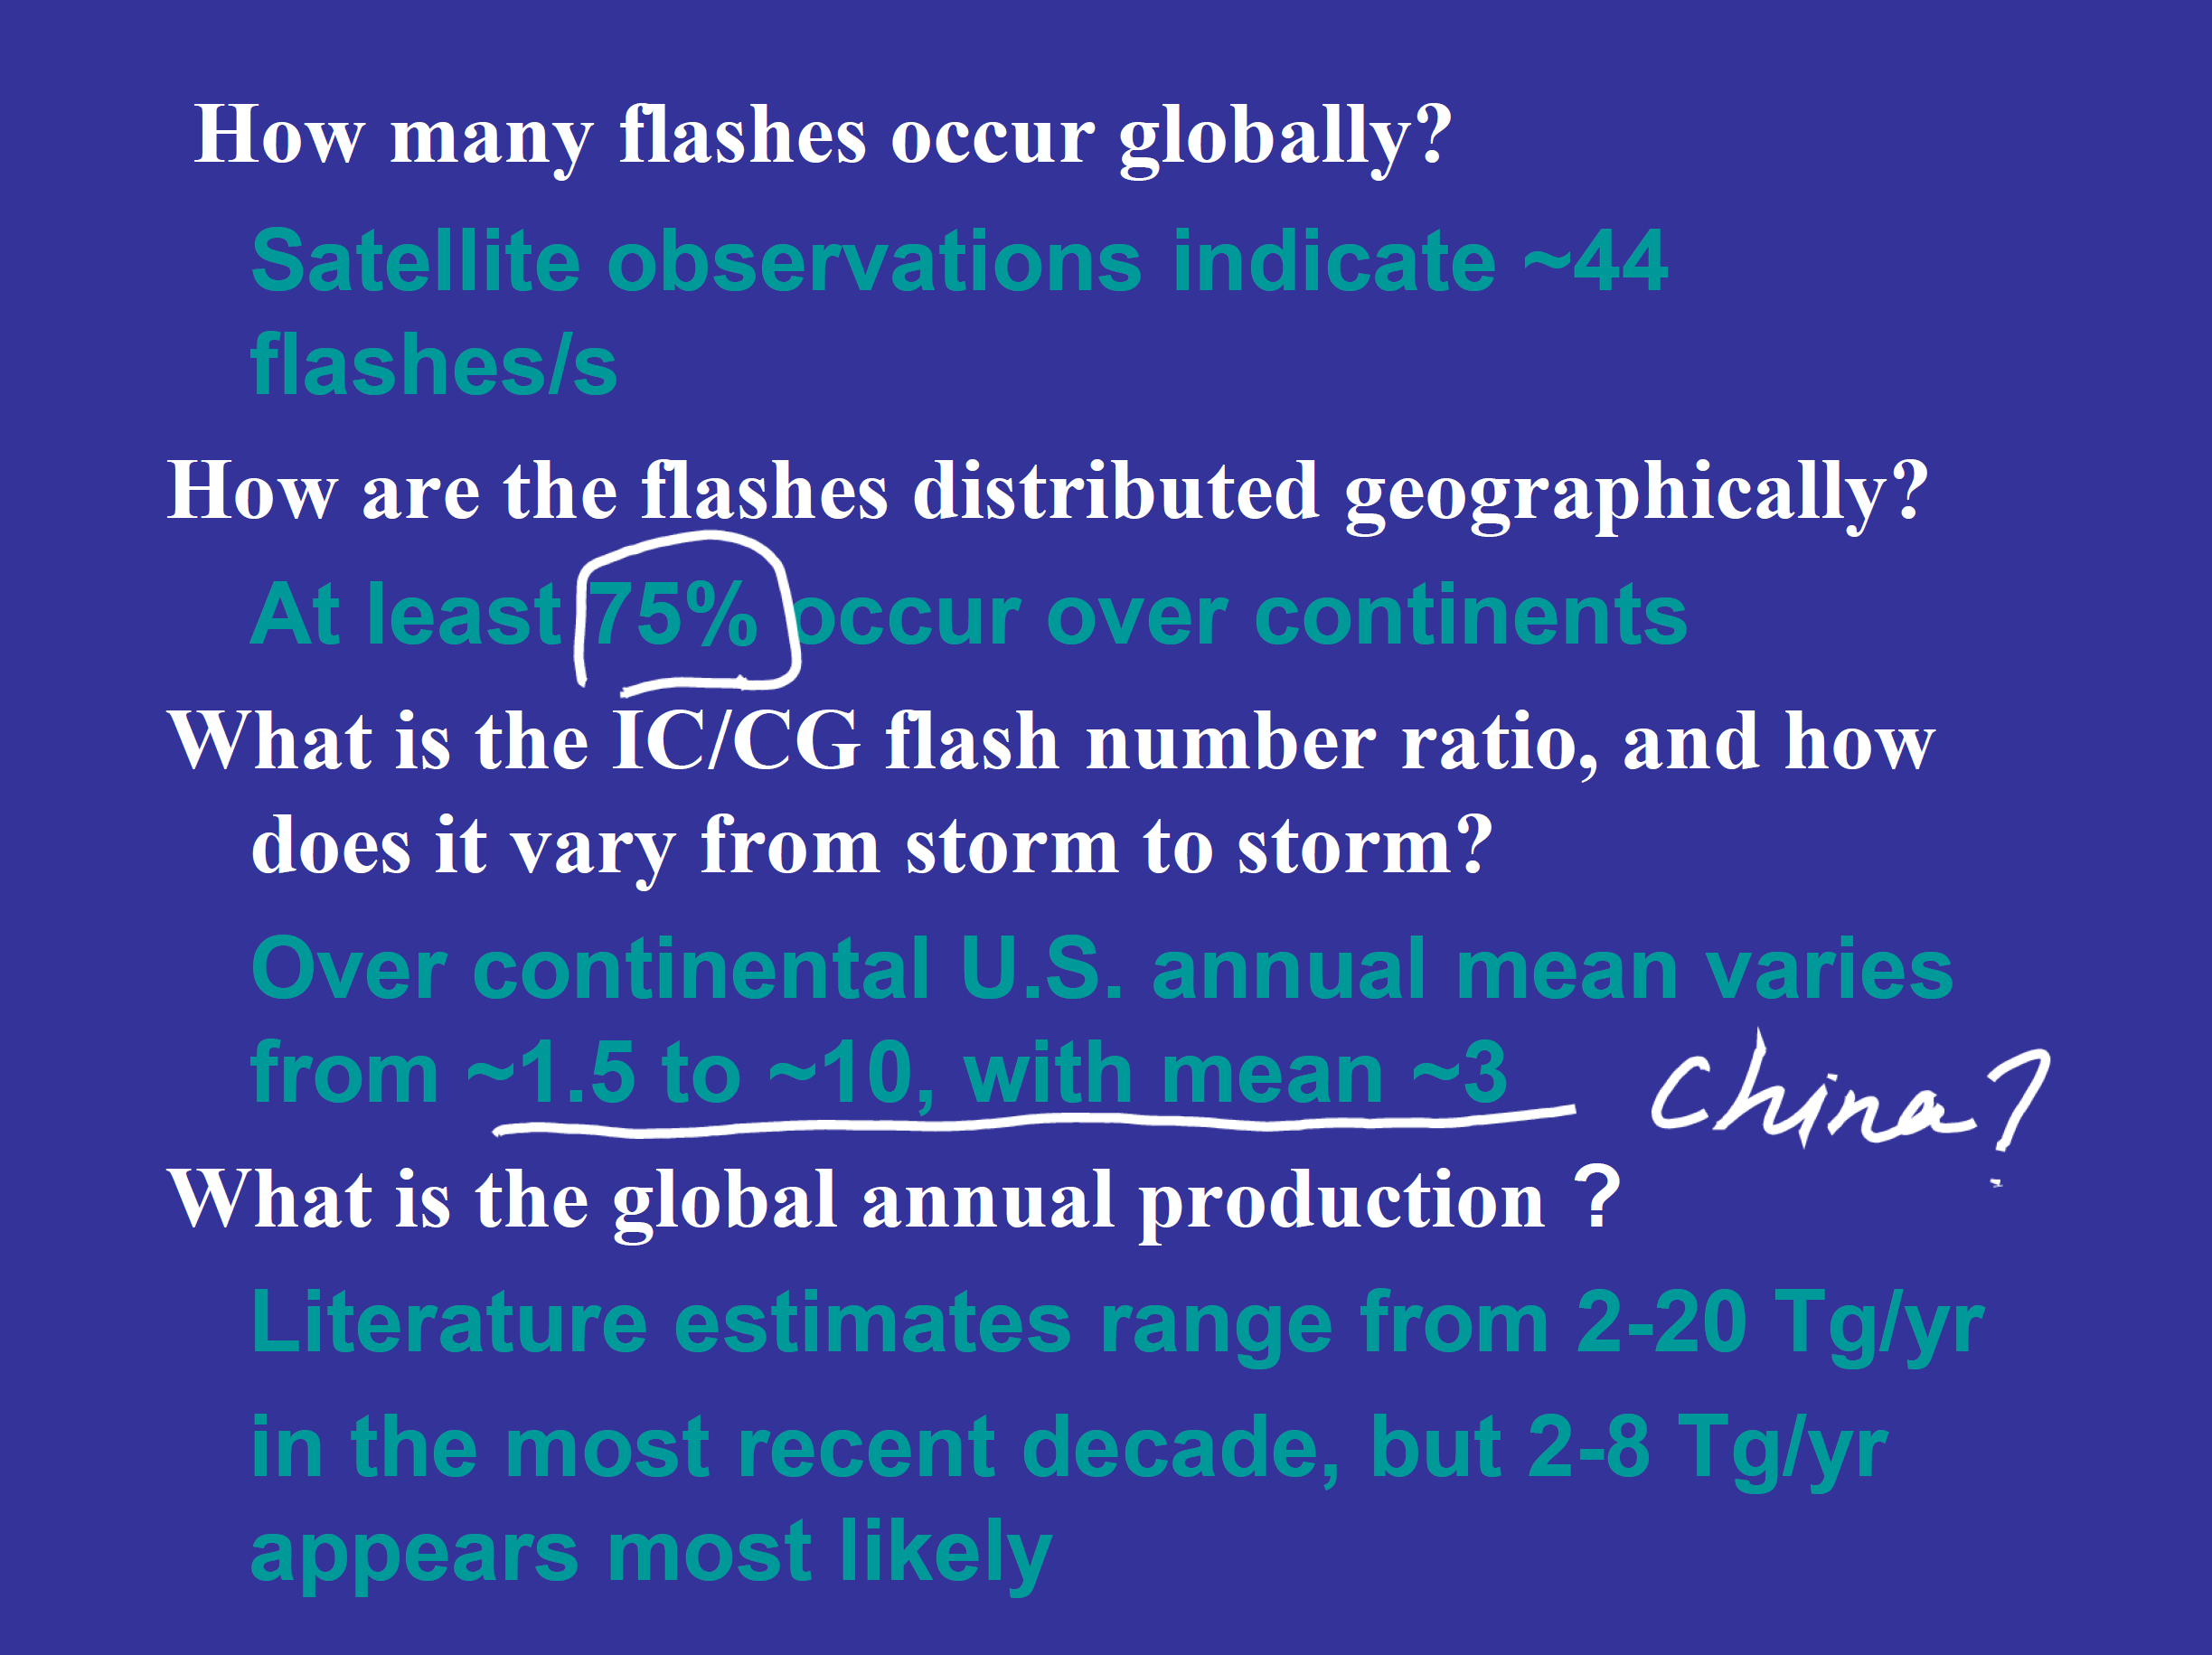 How many flashes occur globally?
Satellite observations indicate ~44
flashes/s
How are the flashes distributed geographically?
At least 75% occur over continents
What is the IC/CG flash number ratio, and how
does it vary from storm to storm?
Over continental U.S. annual mean varies
from ~1.5 to ~10, with mean ~3
China?
What is the global annual production ?
Literature estimates range from 2-20 Tg/yr
in the most recent decade, but 2-8 Tg/yr
appears most likely